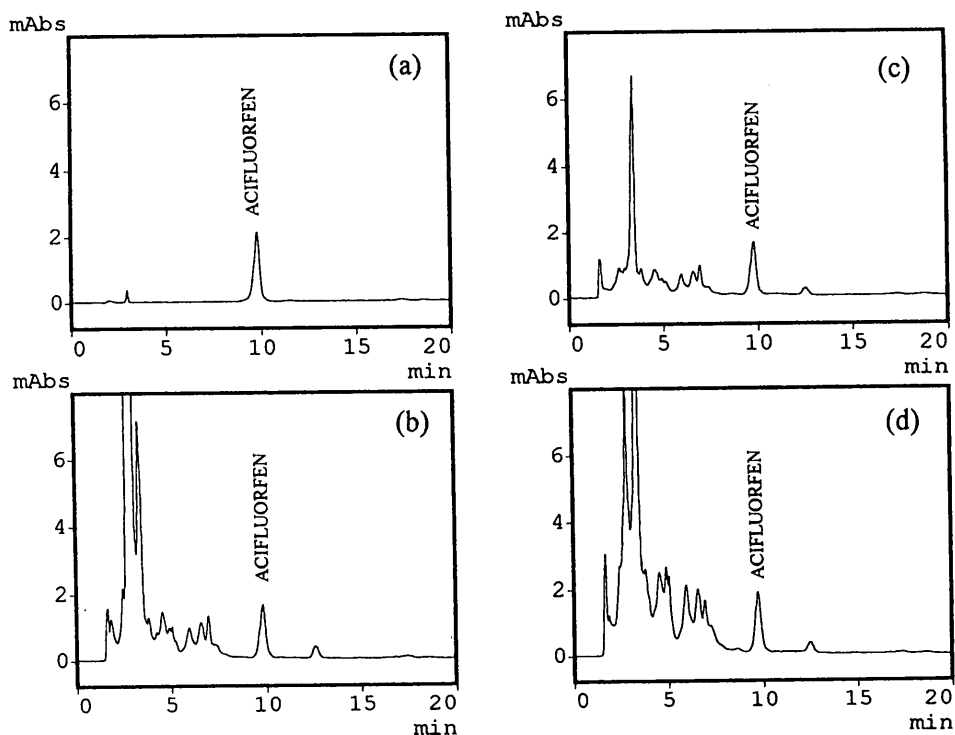 mAbs
(a)
6
4
2
0
ACIFLUORFEN
0 5 10 15 20
min
mAbs
(c)
6
4
2
0
ACIFLUORFEN
0 5 10 15 20
min
mAbs
(b)
6
4
2
0
ACIFLUORFEN
0 5 10 15 20
min
mAbs
(d)
6
4
2
0
ACIFLUORFEN
0 5 10 15 20
min